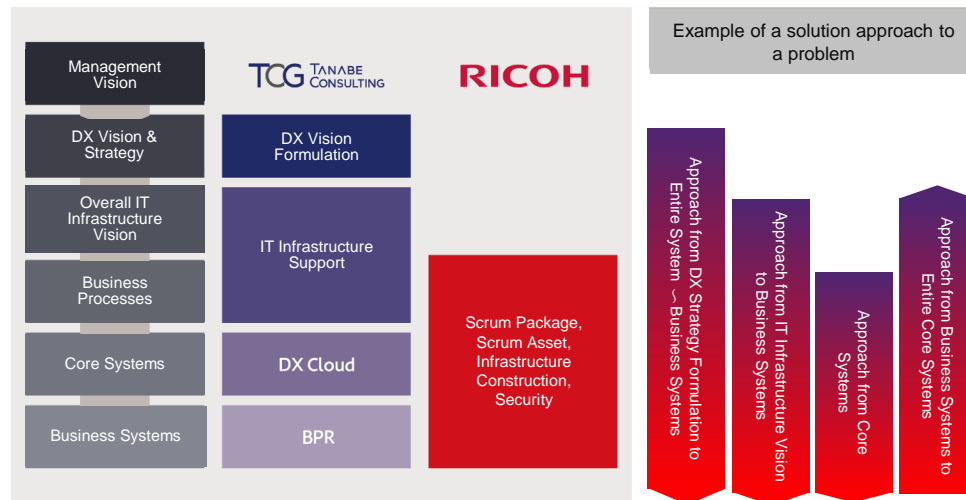 Management
Vision
DX Vision &
Strategy
Overall IT
Infrastructure
Vision
Business
Processes
Core Systems
Business Systems
TCG TANABE
CONSULTING
DX Vision
Formulation
IT Infrastructure
Support
DX Cloud
BPR
RICOH
Scrum Package,
Scrum Asset,
Infrastructure
Construction,
Security
Example of a solution approach to
a problem
Approach from DX Strategy Formulation to
Entire System ~ Business Systems
Approach from IT Infrastructure Vision
to Business Systems
Approach from Core
Systems
Approach from Business Systems to
Entire Core Systems